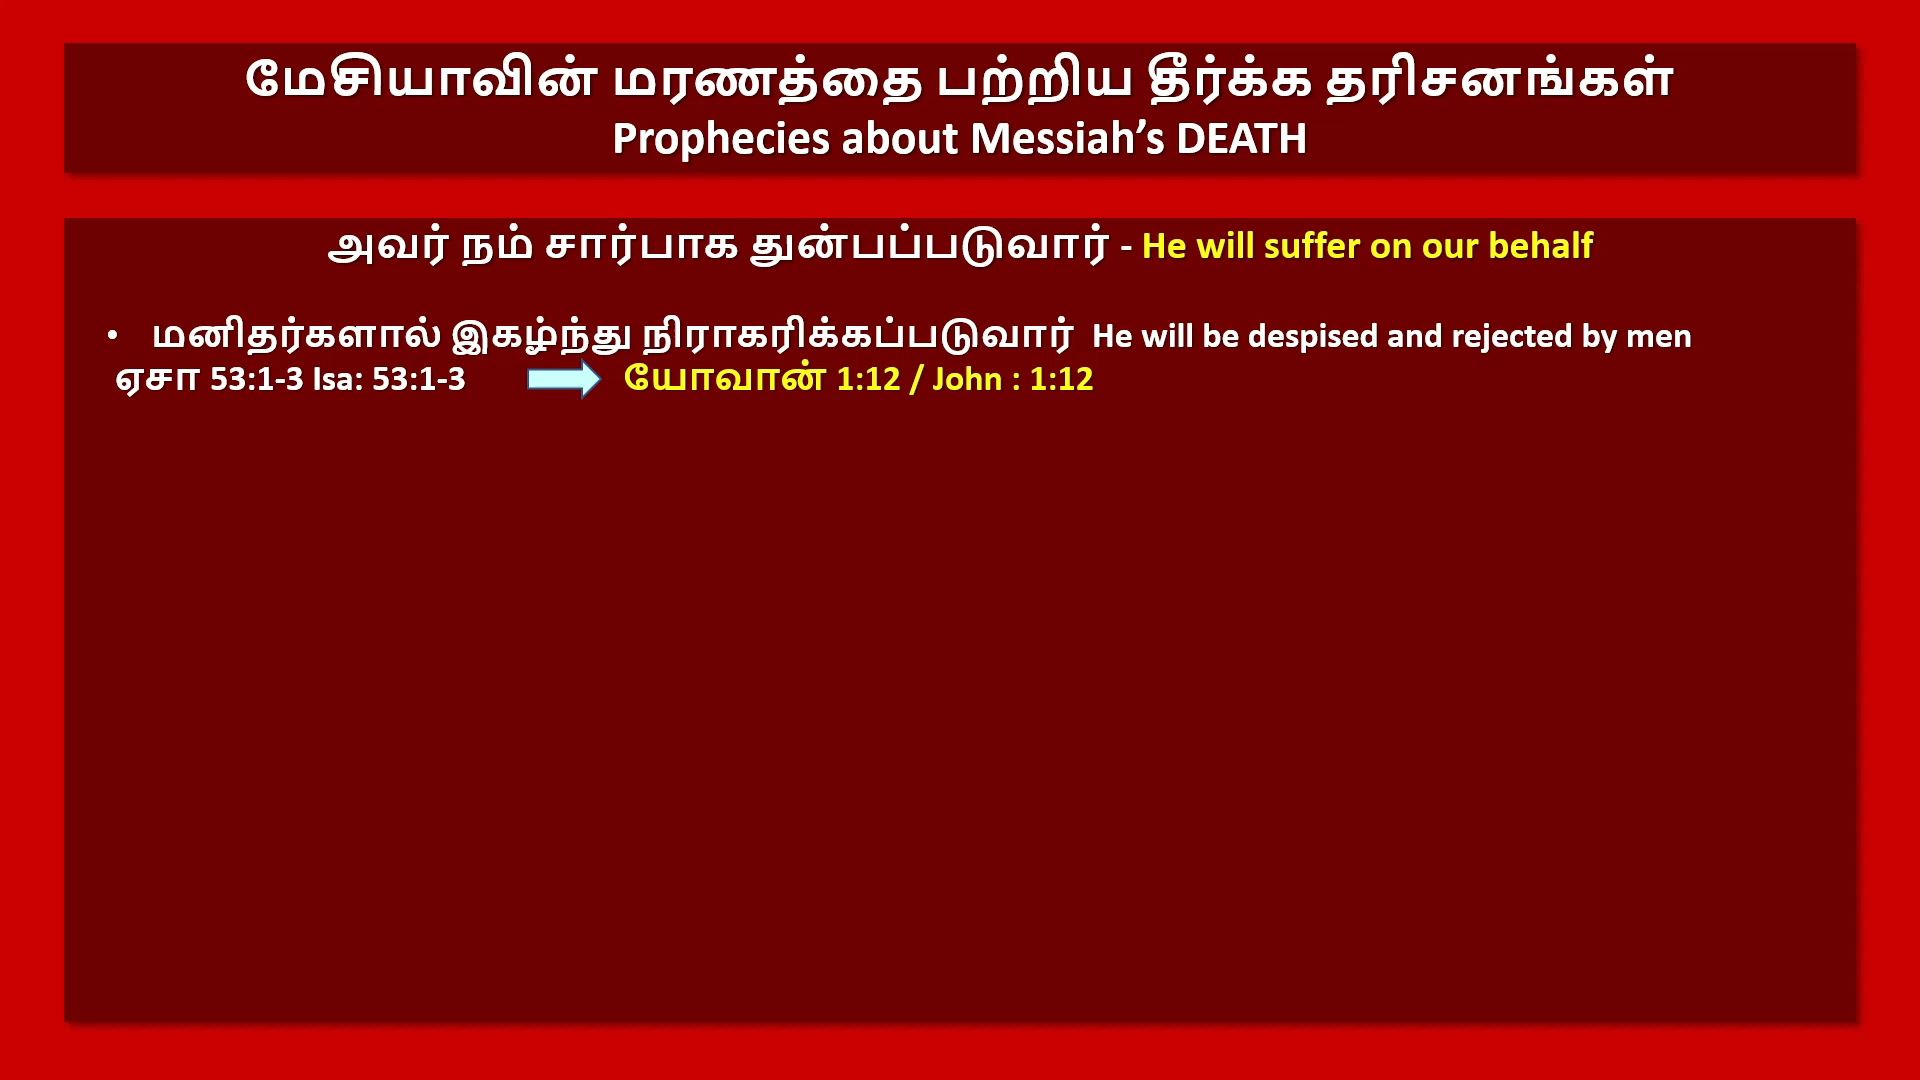 மேசியாவின் மரணத்தை பற்றிய தீர்க்க தரிசனங்கள்
Prophecies about Messiah’s DEATH
அவர் நம் சார்பாக துன்பப்படுவார் - He will suffer on our behalf
• மனிதர்களால் இகழ்ந்து நிராகரிக்கப்படுவார் He will be despised and rejected by men
ஏசா 53:1-3 Isa: 53:1-3 யோவான் 1:12 / John : 1:12